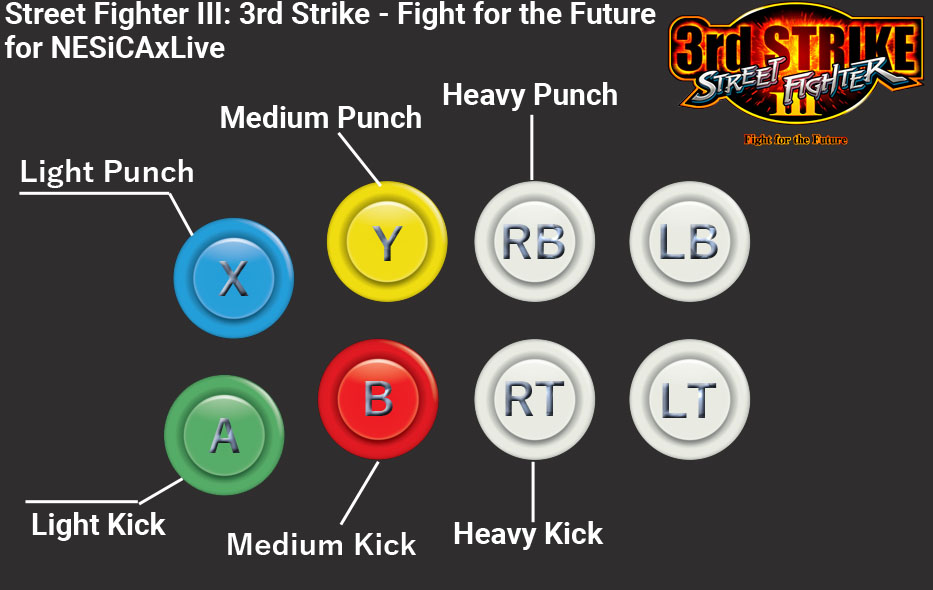 Street Fighter III: 3rd Strike - Fight for the Future
for NESiCAxLive
3rd STRIKE
STREET FIGHTER
III
Fight for the Future
Heavy Punch
Medium Punch
Light Punch
X
Y
RB
LB
A
B
RT
LT
Light Kick
Medium Kick
Heavy Kick